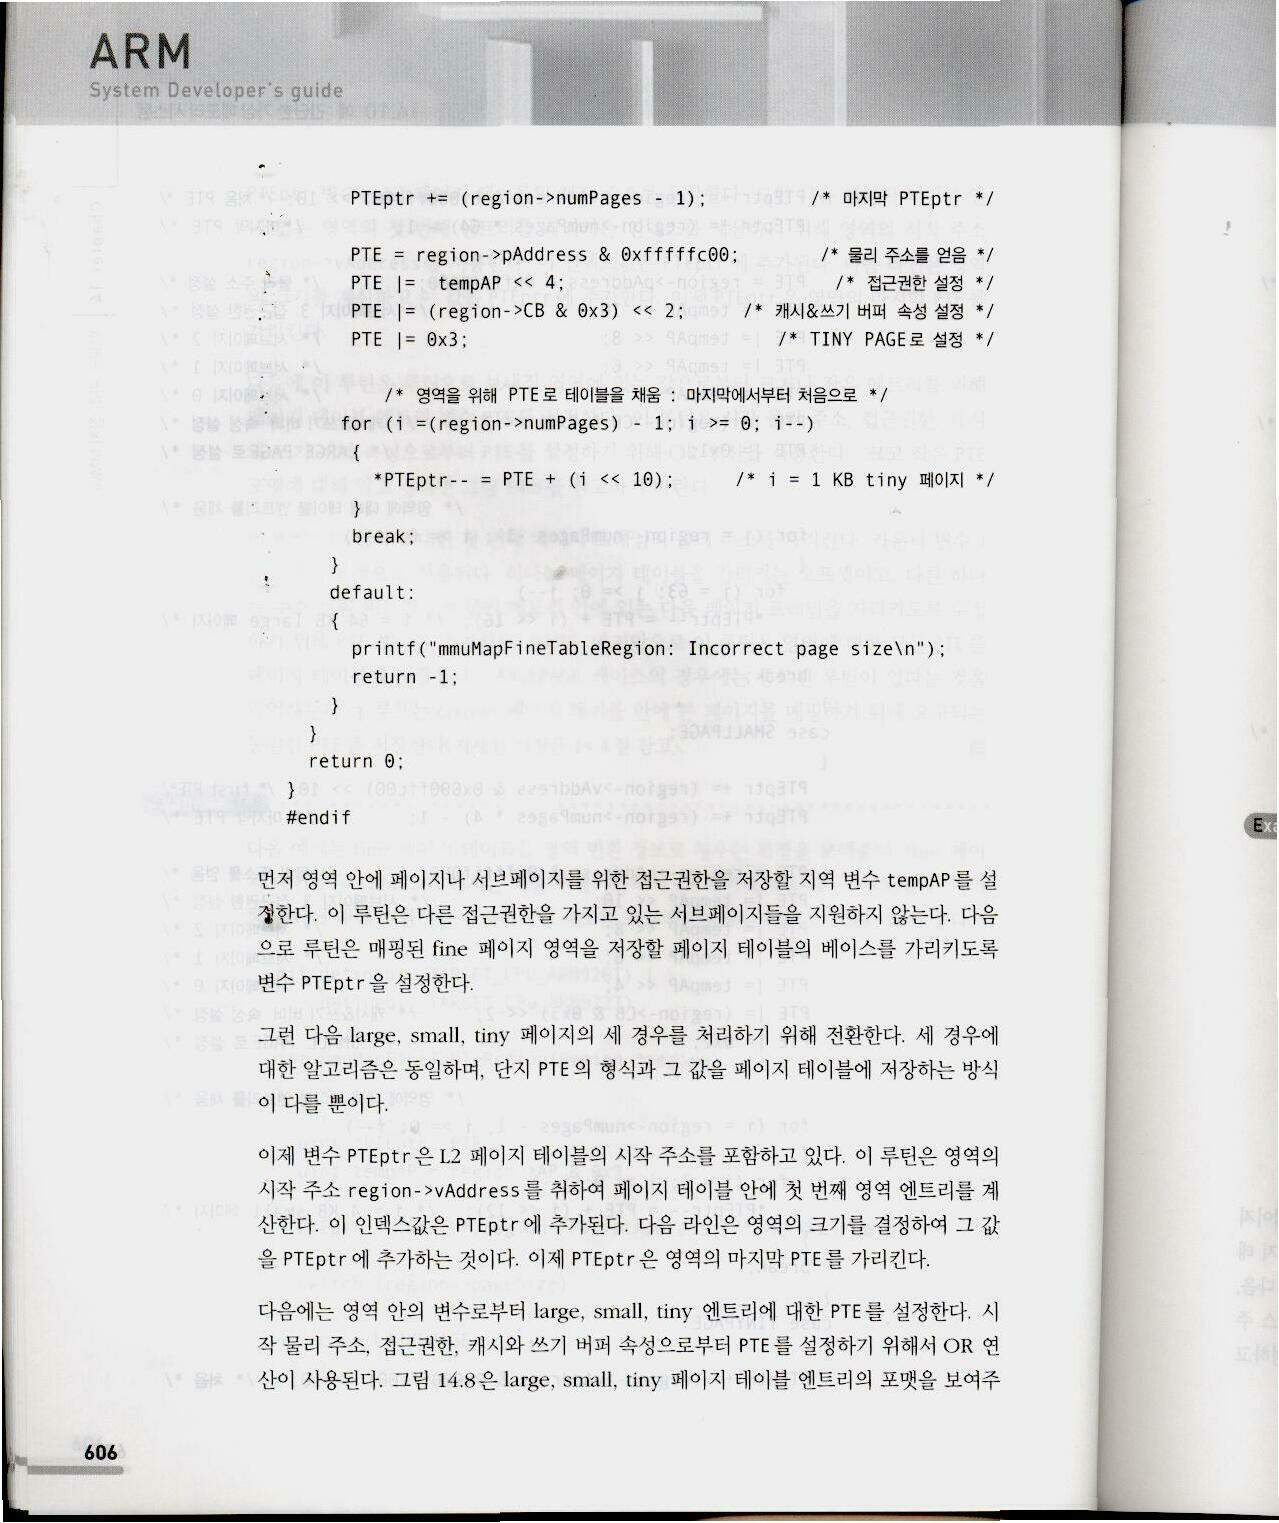 ARM
System Developer's guide
PTEptr += (region->numPages - 1); /* 마지막 PTEptr */
PTE = region->pAddress & 0xfffffc00; /* 물리 주소를 얻음 */
PTE |= tempAP << 4; /* 접근권한 설정 */
PTE |= (region->CB & 0x3) << 2; /* 캐시&쓰기 버퍼 속성 설정 */
PTE |= 0x3; /* TINY PAGE로 설정 */
/* 영역을 위해 PTE로 테이블을 채움 : 마지막에서부터 처음으로 */
for (i =(region->numPages) - 1; i >= 0; i--)
{
*PTEptr-- = PTE + (i << 10); /* i = 1 KB tiny 페이지 */
}
break;
}
default:
{
printf("mmuMapFineTableRegion: Incorrect page size\n");
return -1;
}
}
return 0;
}
#endif
먼저 영역 안에 페이지나 서브페이지를 위한 접근권한을 저장할 지역 변수 tempAP를 설
정한다. 이 루틴은 다른 접근권한을 가지고 있는 서브페이지들을 지원하지 않는다. 다음
으로 루틴은 매핑된 fine 페이지 영역을 저장할 페이지 테이블의 베이스를 가리키도록
변수 PTEptr을 설정한다.
그런 다음 large, small, tiny 페이지의 세 경우를 처리하기 위해 전환한다. 세 경우에
대한 알고리즘은 동일하며, 단지 PTE의 형식과 그 값을 페이지 테이블에 저장하는 방식
이 다를 뿐이다.
이제 변수 PTEptr은 L2 페이지 테이블의 시작 주소를 포함하고 있다. 이 루틴은 영역의
시작 주소 region->vAddress를 취하여 페이지 테이블 안에 첫 번째 영역 엔트리를 계
산한다. 이 인덱스값은 PTEptr에 추가된다. 다음 라인은 영역의 크기를 결정하여 그 값
을 PTEptr에 추가하는 것이다. 이제 PTEptr은 영역의 마지막 PTE를 가리킨다.
다음에는 영역 안의 변수로부터 large, small, tiny 엔트리에 대한 PTE를 설정한다. 시
작 물리 주소, 접근권한, 캐시와 쓰기 버퍼 속성으로부터 PTE를 설정하기 위해서 OR 연
산이 사용된다. 그림 14.8은 large, small, tiny 페이지 테이블 엔트리의 포맷을 보여주
606